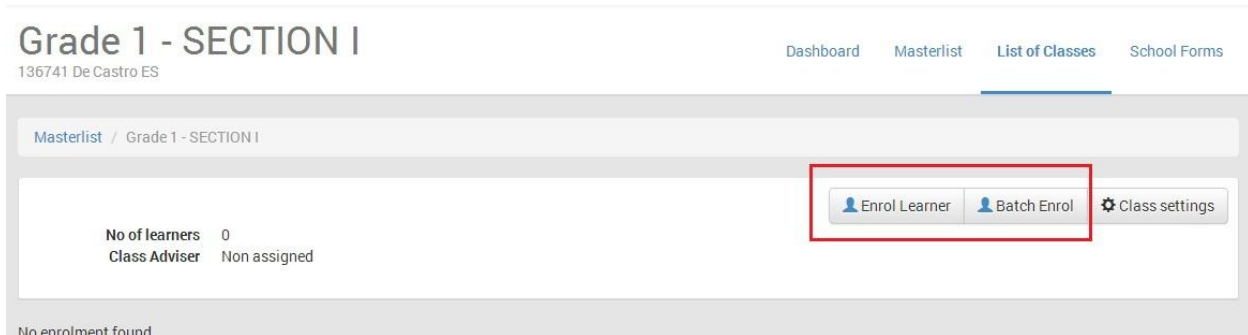 Grade 1 - SECTION I
136741 De Castro ES
Dashboard Masterlist List of Classes School Forms
Masterlist / Grade 1 - SECTION I
Enrol Learner Batch Enrol Class settings
No of learners 0
Class Adviser Non assigned
No enrolment found